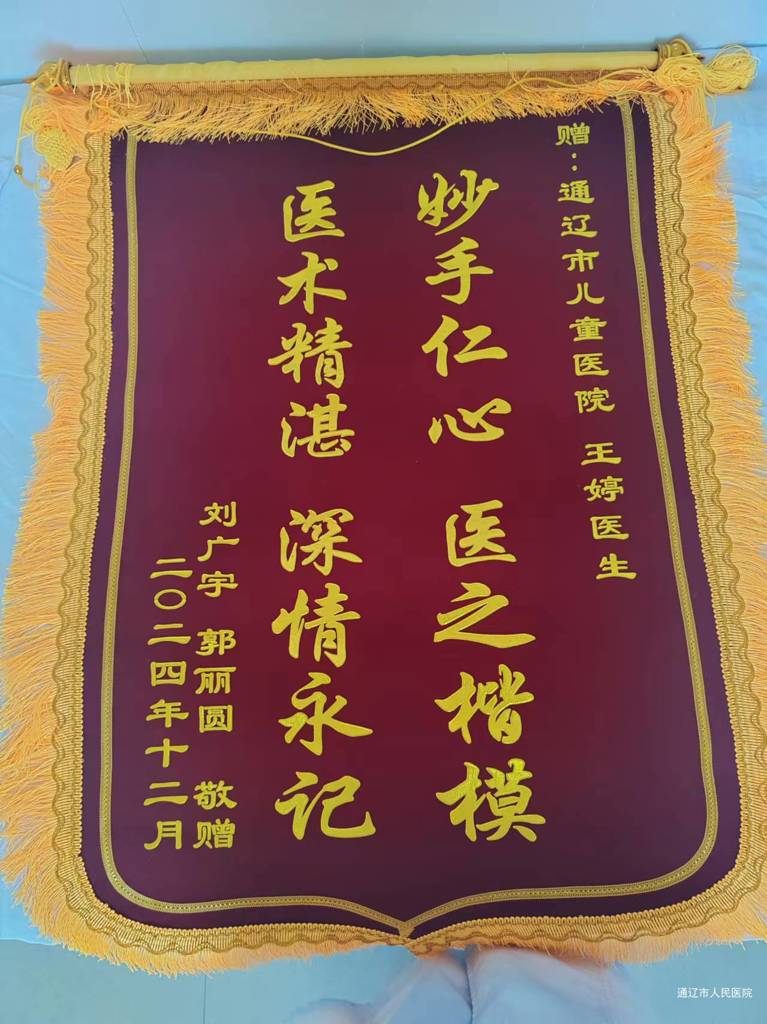 赠：通辽市儿童医院 王婷医生
妙手仁心 医之楷模
医术精湛 深情永记
刘广宇 郭丽圆 敬赠
二〇二四年十二月
通辽市人民医院